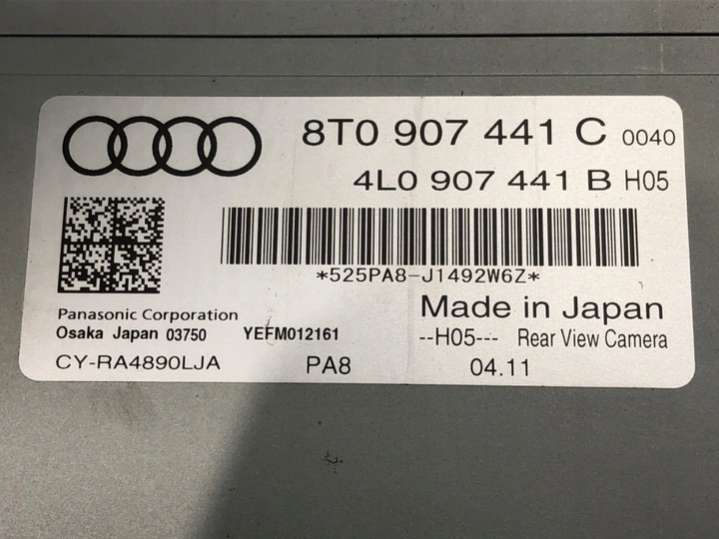 8T0 907 441 C 0040
4L0 907 441 B H05
*525PA8-J1492W6Z*
Panasonic Corporation
Made in Japan
Osaka Japan 03750 YEFM012161
--H05--- Rear View Camera
CY-RA4890LJA PA8 04.11